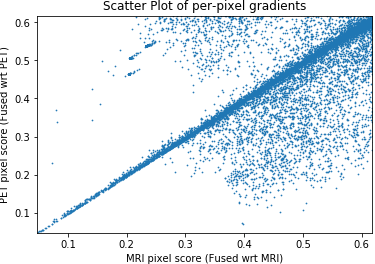 Scatter Plot of per-pixel gradients
PET pixel score (Fused wrt PET)
0.6
0.5
0.4
0.3
0.2
0.1
0.1 0.2 0.3 0.4 0.5 0.6
MRI pixel score (Fused wrt MRI)